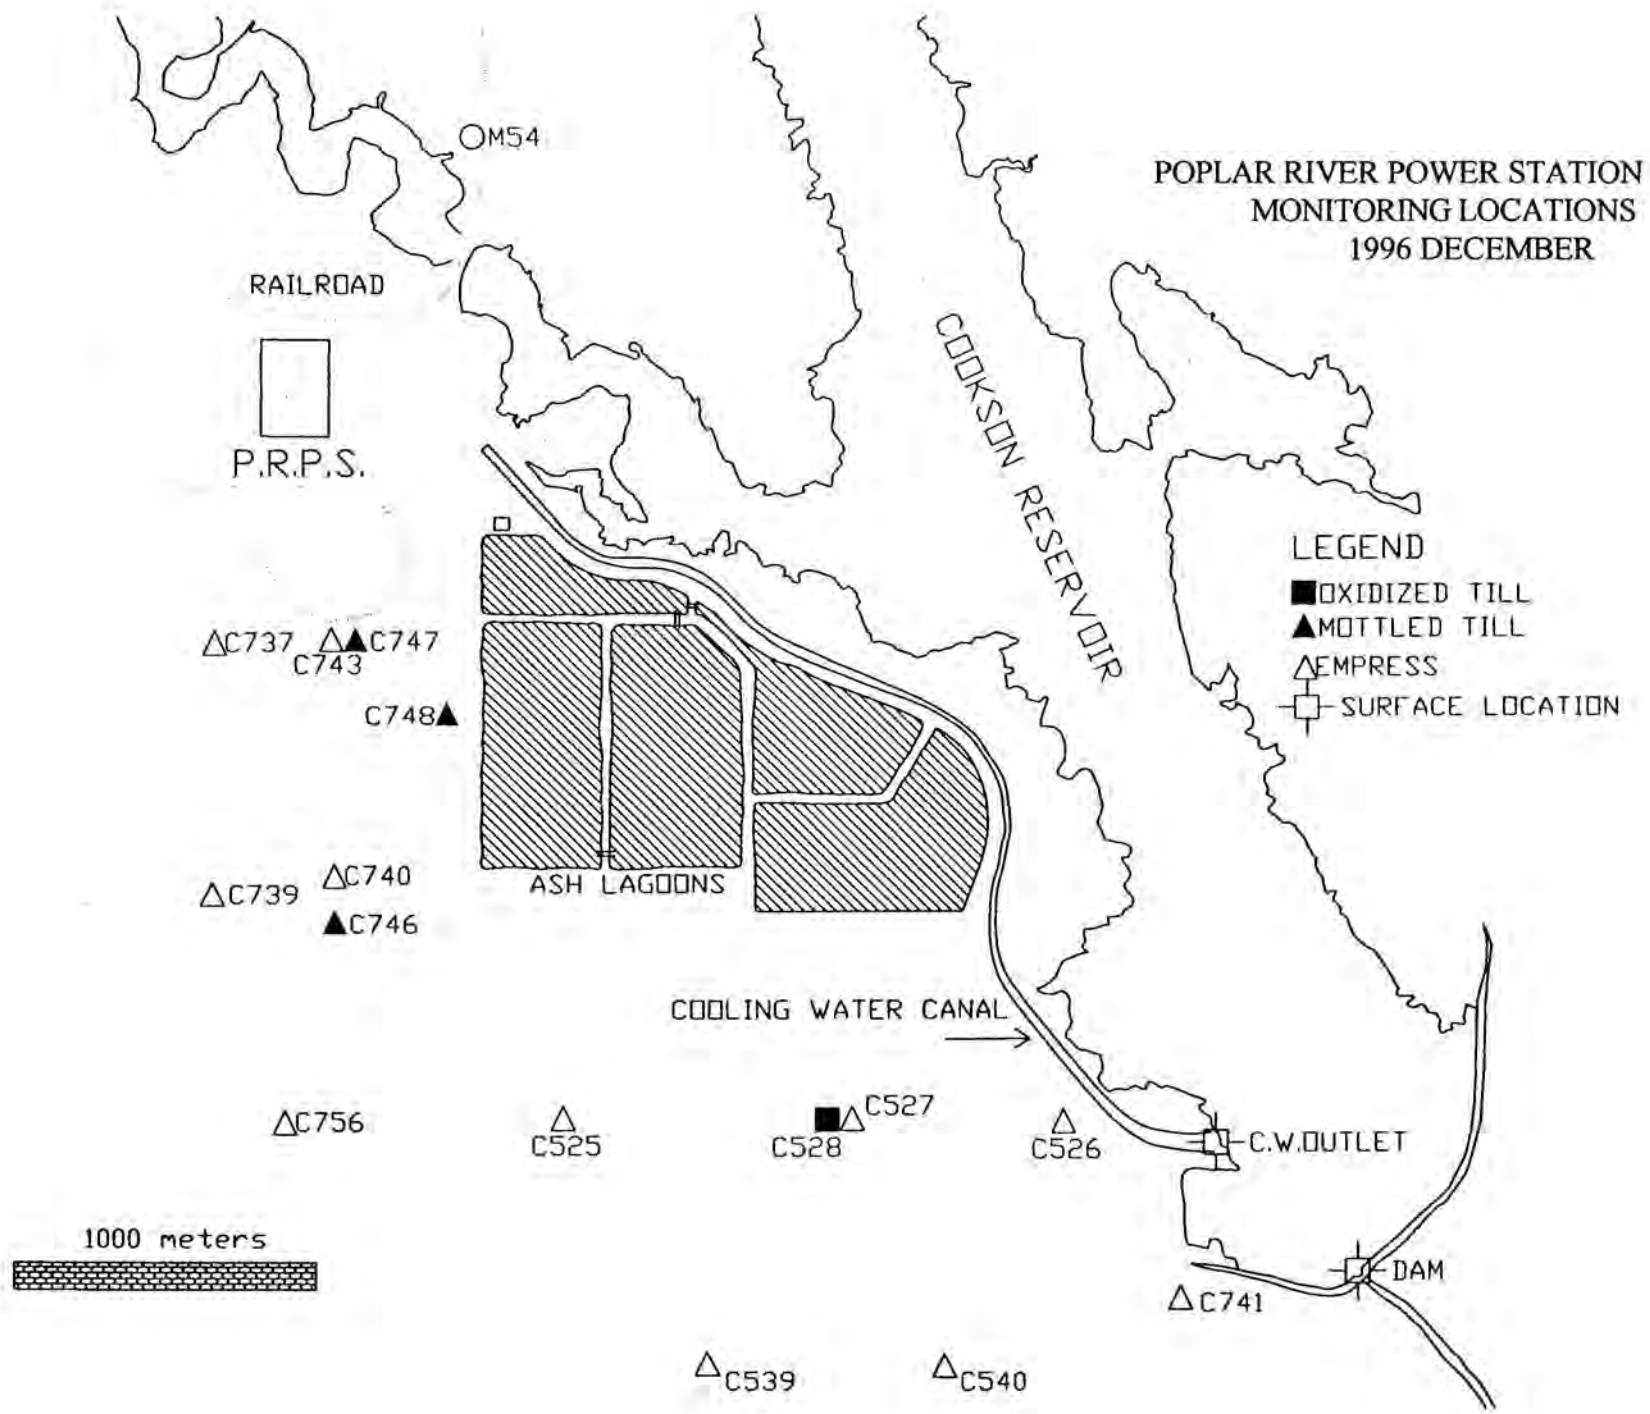 M54
POPLAR RIVER POWER STATION
MONITORING LOCATIONS
1996 DECEMBER
RAILROAD
P.R.P.S.
COOKSON RESERVOIR
LEGEND
OXIDIZED TILL
MOTTLED TILL
EMPRESS
SURFACE LOCATION
C737
C743
C747
C748
C740
C739
C746
ASH LAGOONS
COOLING WATER CANAL
C756
C525
C528
C527
C526
C.W.OUTLET
1000 meters
DAM
C741
C539
C540